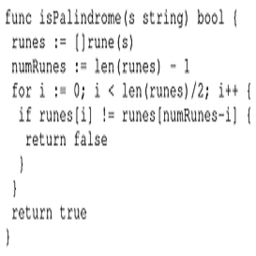 func isPalindrome(s string) bool {
 runes := []rune(s)
 numRunes := len(runes) - 1
 for i := 0; i < len(runes)/2; i++ {
  if runes[i] != runes[numRunes-i] {
   return false
  }
 }
 return true
}